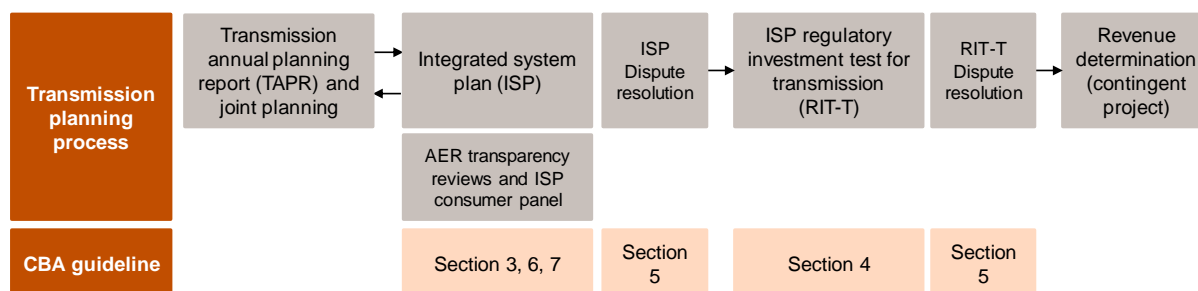 Transmission
planning
process
Transmission
annual planning
report (TAPR) and
joint planning
Integrated system
plan (ISP)
ISP
Dispute
resolution
ISP regulatory
investment test for
transmission
(RIT-T)
RIT-T
Dispute
resolution
Revenue
determination
(contingent
project)
AER transparency
reviews and ISP
consumer panel
CBA guideline
Section 3, 6, 7
Section
5
Section 4
Section
5